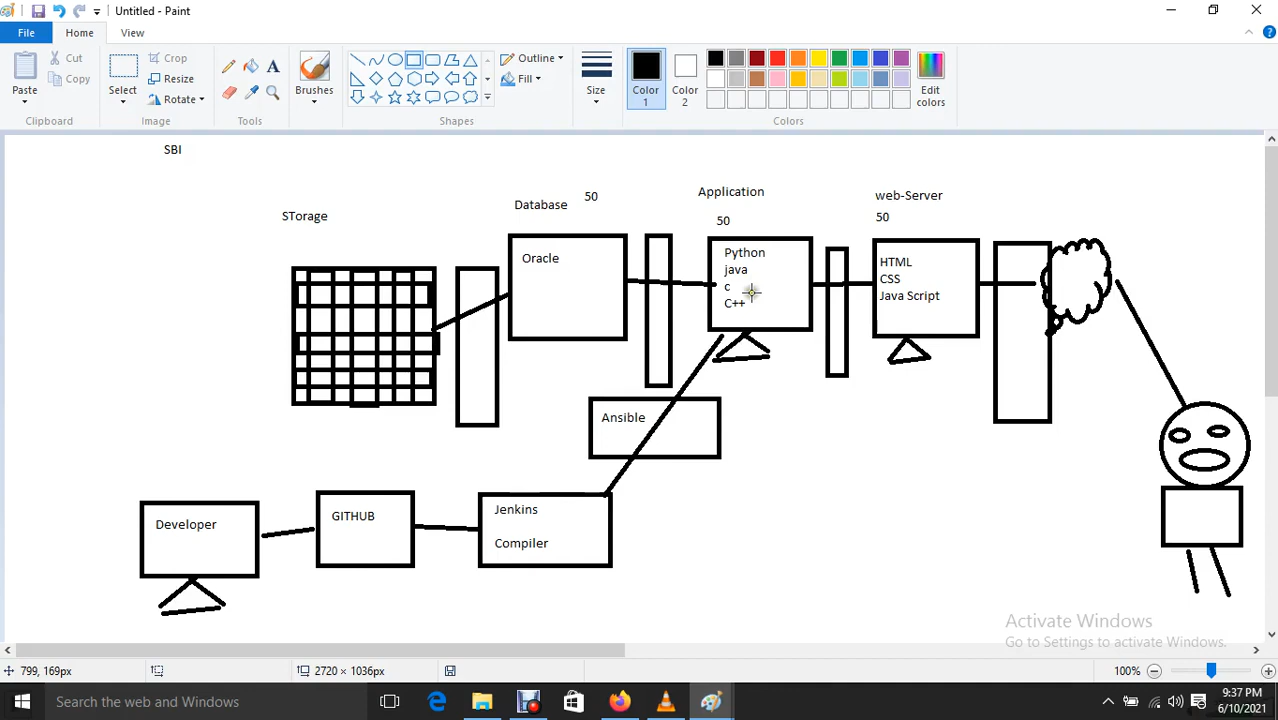 Untitled - Paint
File
Home
View
Paste
Cut
Copy
Clipboard
Select
Crop
Resize
Rotate
Image
A
Tools
Brushes
Shapes
Outline
Fill
Size
Color
1
Color
2
Edit
colors
Colors
SBI
STorage
Database
50
Application
50
web-Server
50
Oracle
Python
java
c
C++
HTML
CSS
Java Script
Ansible
Developer
GITHUB
Jenkins
Compiler
Activate Windows
Go to Settings to activate Windows.
799, 169px
2720 × 1036px
100%
Search the web and Windows
9:37 PM
6/10/2021